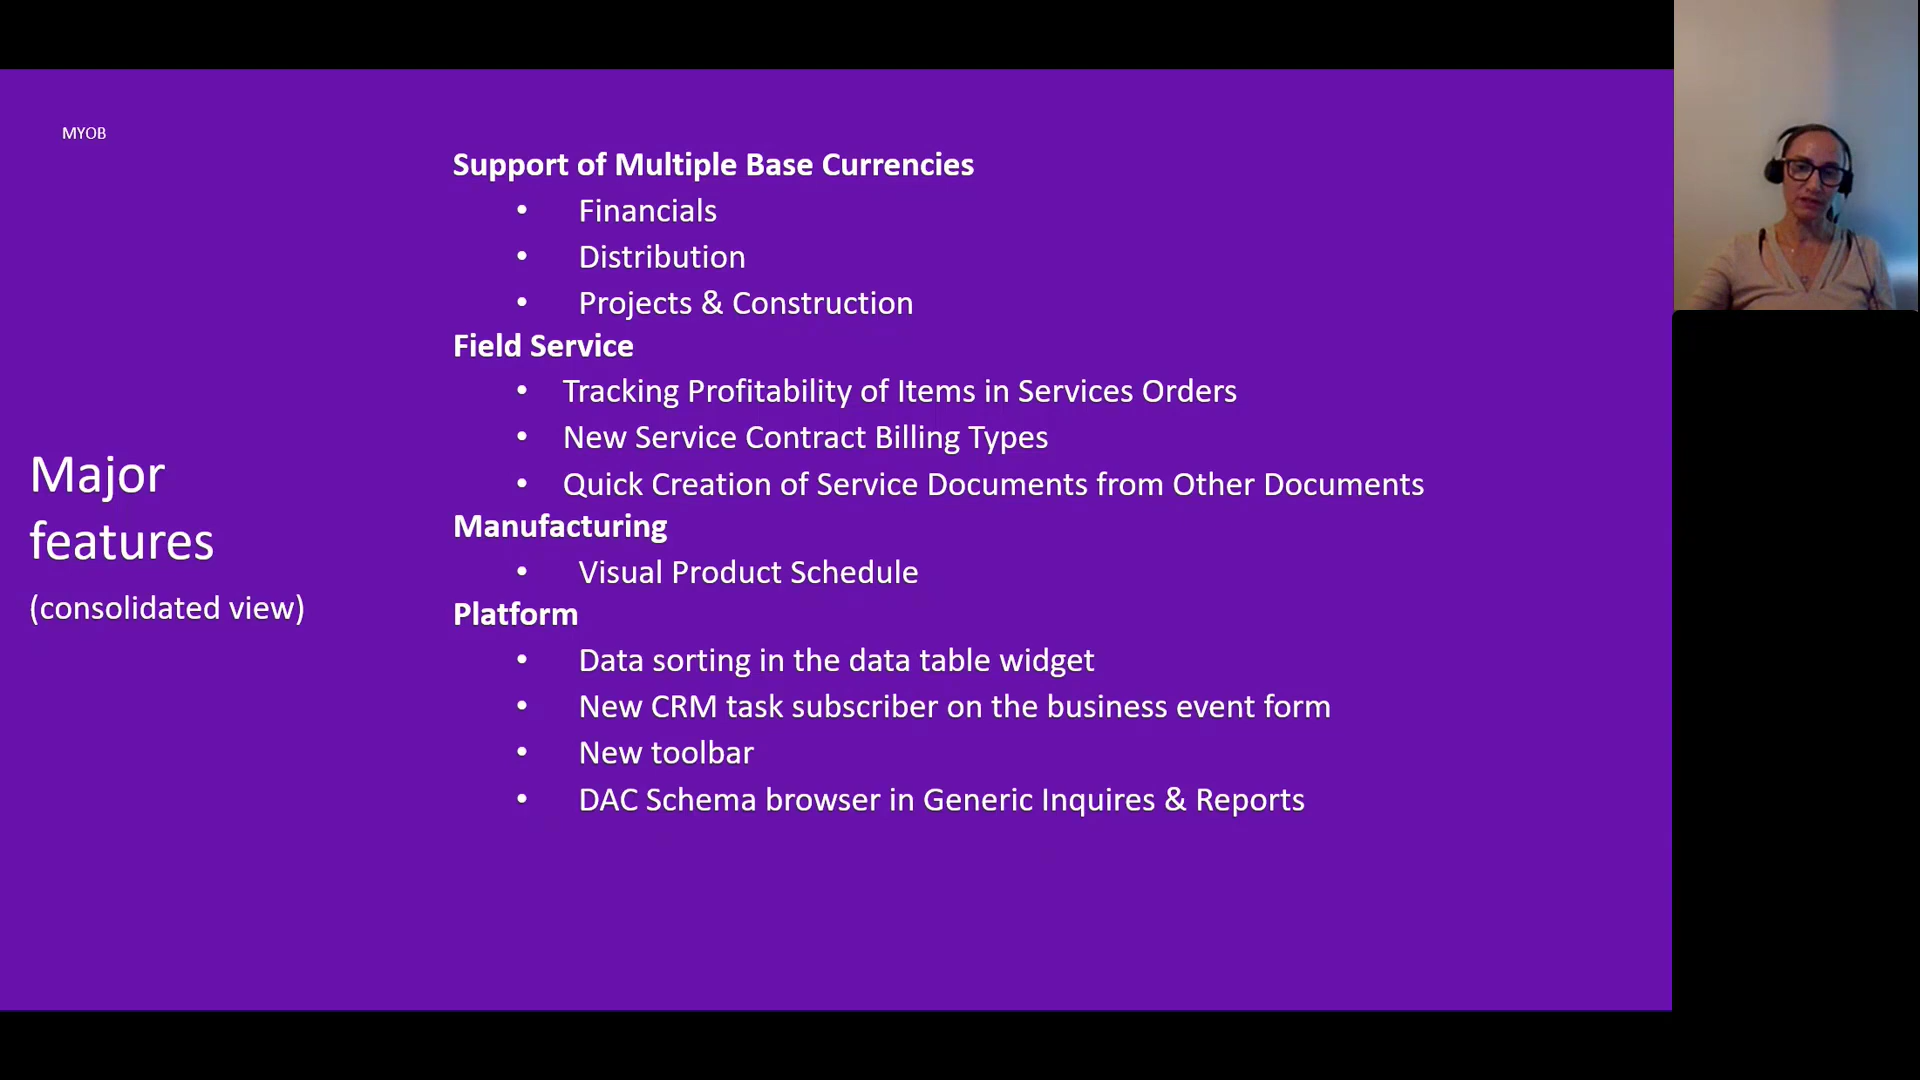 MYOB
Major
features
(consolidated view)
Support of Multiple Base Currencies
• Financials
• Distribution
• Projects & Construction
Field Service
• Tracking Profitability of Items in Services Orders
• New Service Contract Billing Types
• Quick Creation of Service Documents from Other Documents
Manufacturing
• Visual Product Schedule
Platform
• Data sorting in the data table widget
• New CRM task subscriber on the business event form
• New toolbar
• DAC Schema browser in Generic Inquires & Reports